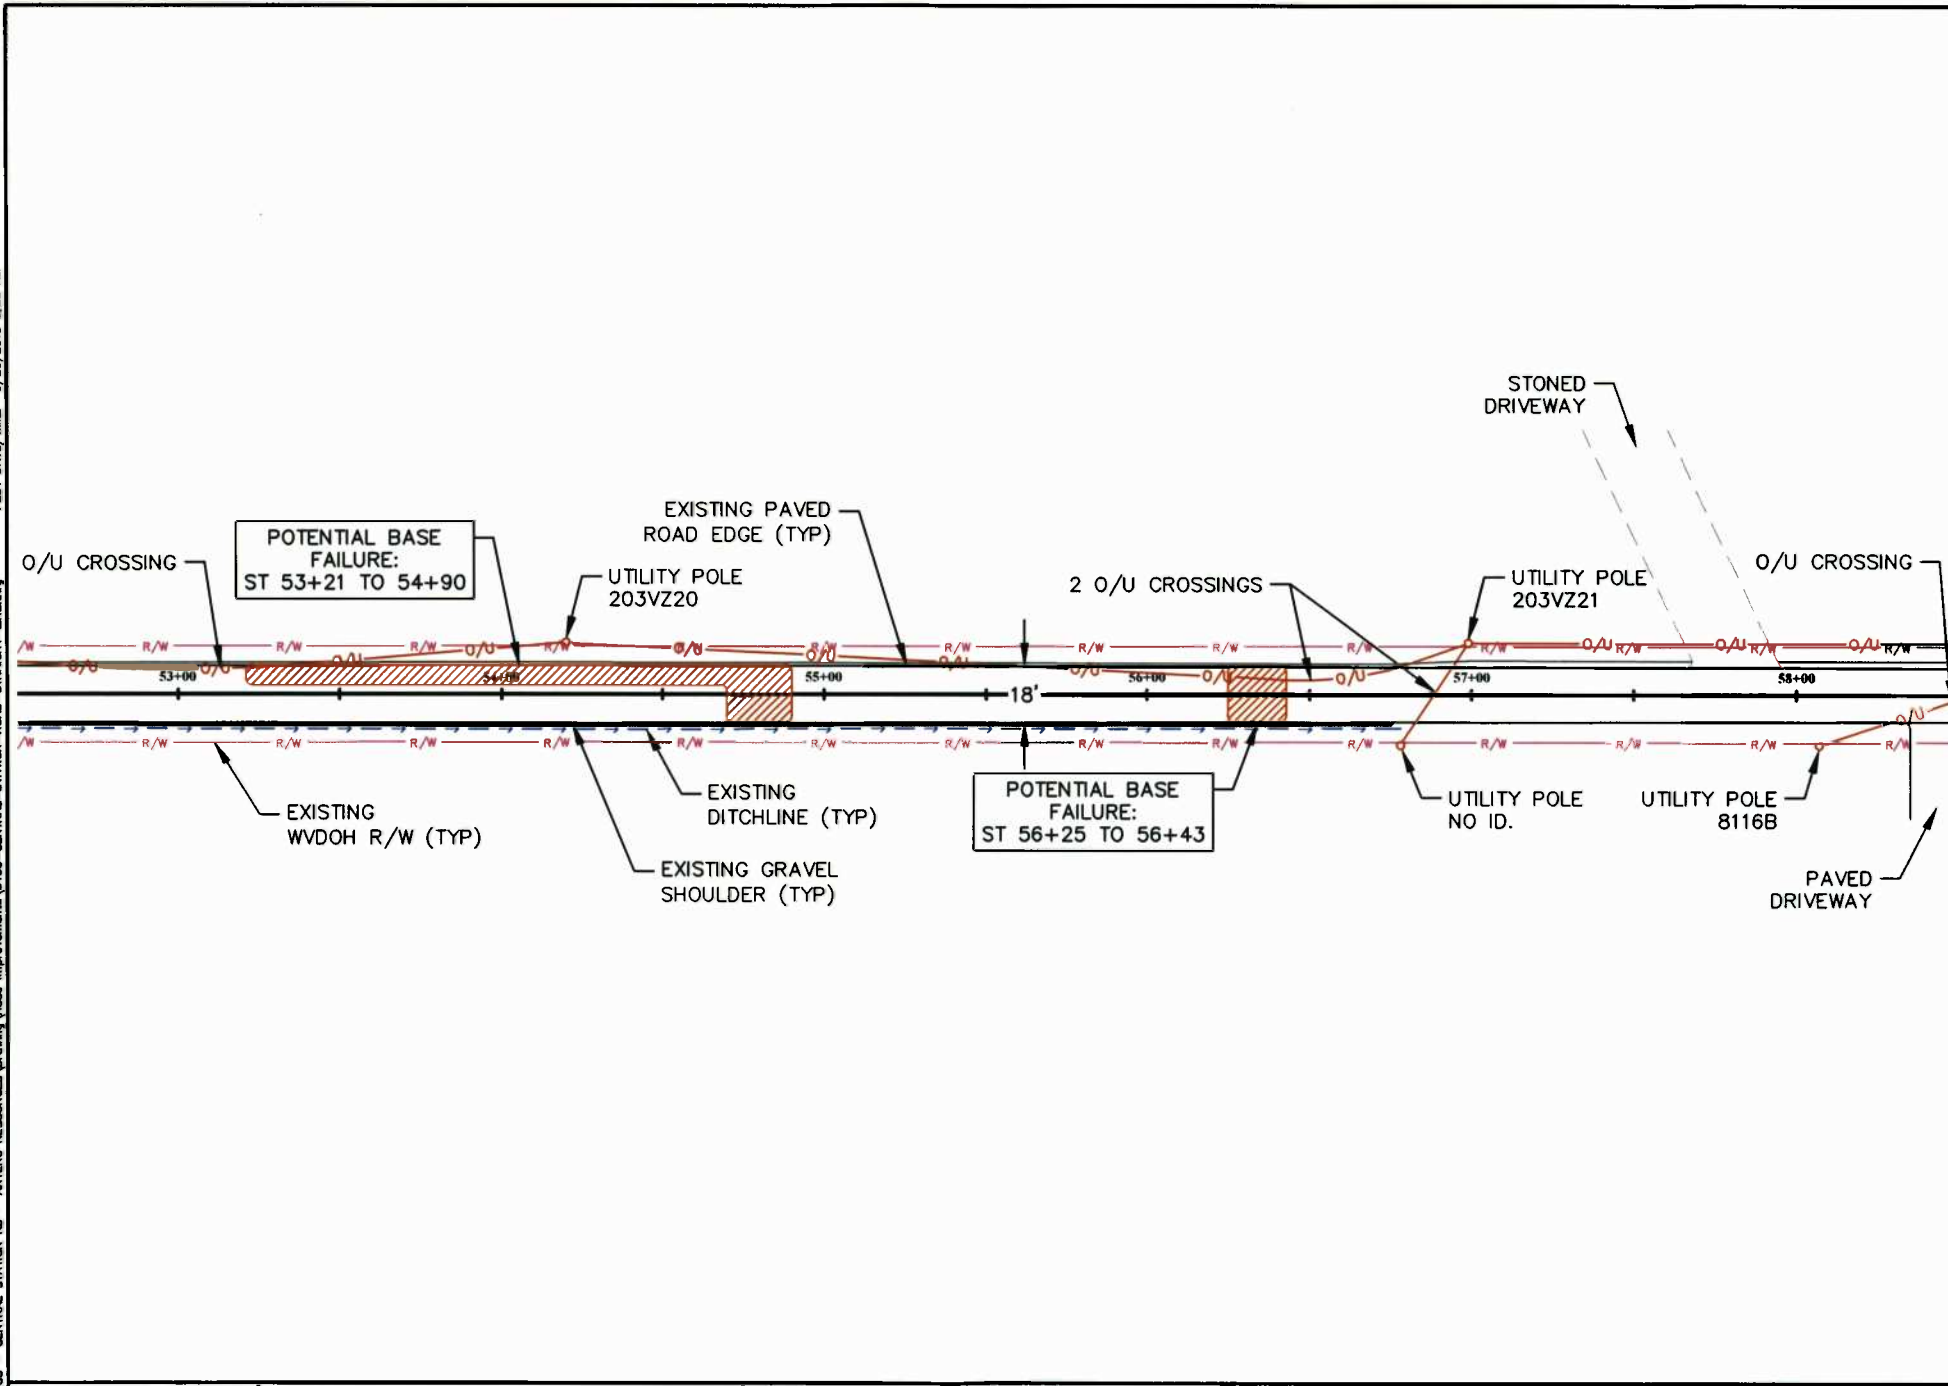 STONED
DRIVEWAY
EXISTING PAVED
ROAD EDGE (TYP)
POTENTIAL BASE
FAILURE:
ST 53+21 TO 54+90
O/U CROSSING
UTILITY POLE
203VZ20
2 O/U CROSSINGS
UTILITY POLE
203VZ21
O/U CROSSING
/W R/W R/W R/W R/W R/W R/W R/W R/W R/W R/W R/W R/W R/W R/W
O/U O/U O/U O/U O/U O/U O/U O/U O/U O/U O/U O/U O/U
53+00 54+00 55+00 56+00 57+00 58+00
18'
O/U
/W R/W R/W R/W R/W R/W R/W R/W R/W R/W R/W R/W R/W R/W R/W
EXISTING
WVDOH R/W (TYP)
EXISTING
DITCHLINE (TYP)
EXISTING GRAVEL
SHOULDER (TYP)
POTENTIAL BASE
FAILURE:
ST 56+25 TO 56+43
UTILITY POLE
NO ID.
UTILITY POLE
8116B
PAVED
DRIVEWAY